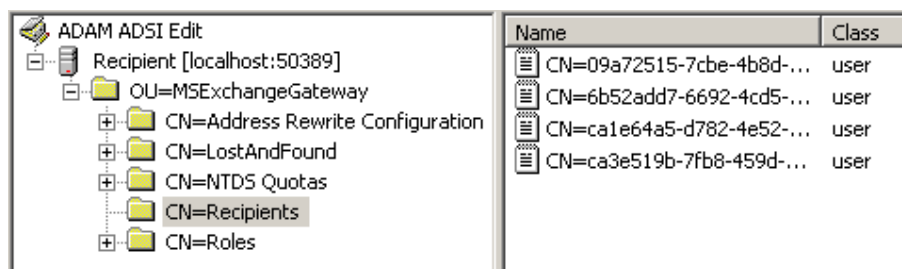 ADAM ADSI Edit
Recipient [localhost:50389]
OU=MSExchangeGateway
CN=Address Rewrite Configuration
CN=LostAndFound
CN=NTDS Quotas
CN=Recipients
CN=Roles
Name Class
CN=09a72515-7cbe-4b8d-... user
CN=6b52add7-6692-4cd5-... user
CN=ca1e64a5-d782-4e52-... user
CN=ca3e519b-7fb8-459d-... user